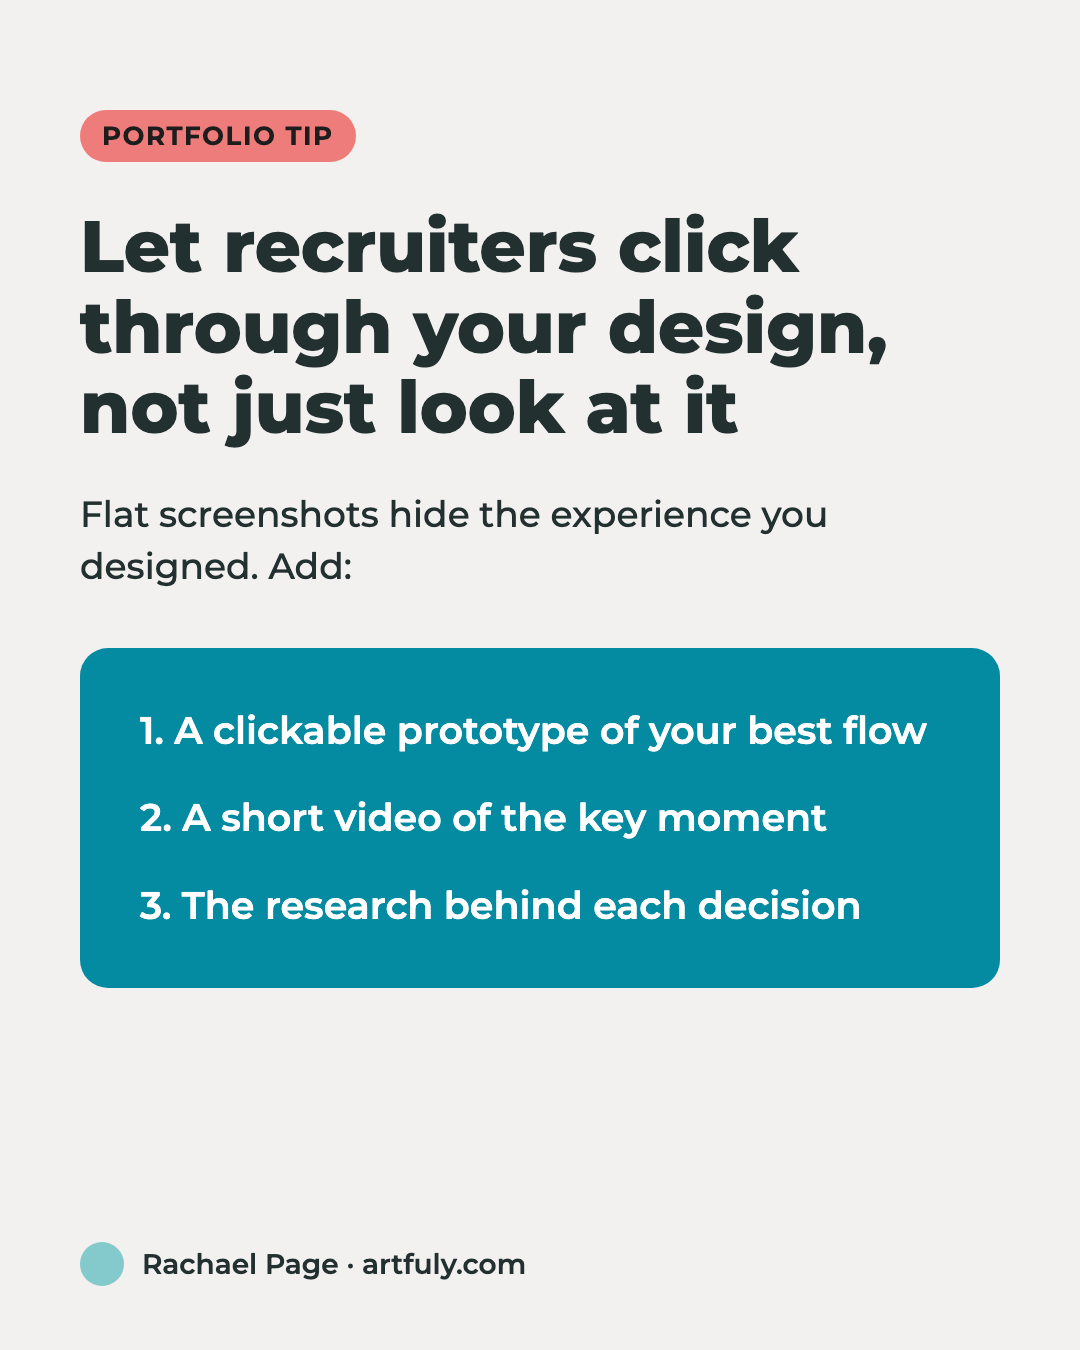 PORTFOLIO TIP
Let recruiters click
through your design,
not just look at it
Flat screenshots hide the experience you
designed. Add:
1. A clickable prototype of your best flow
2. A short video of the key moment
3. The research behind each decision
Rachael Page · artfuly.com